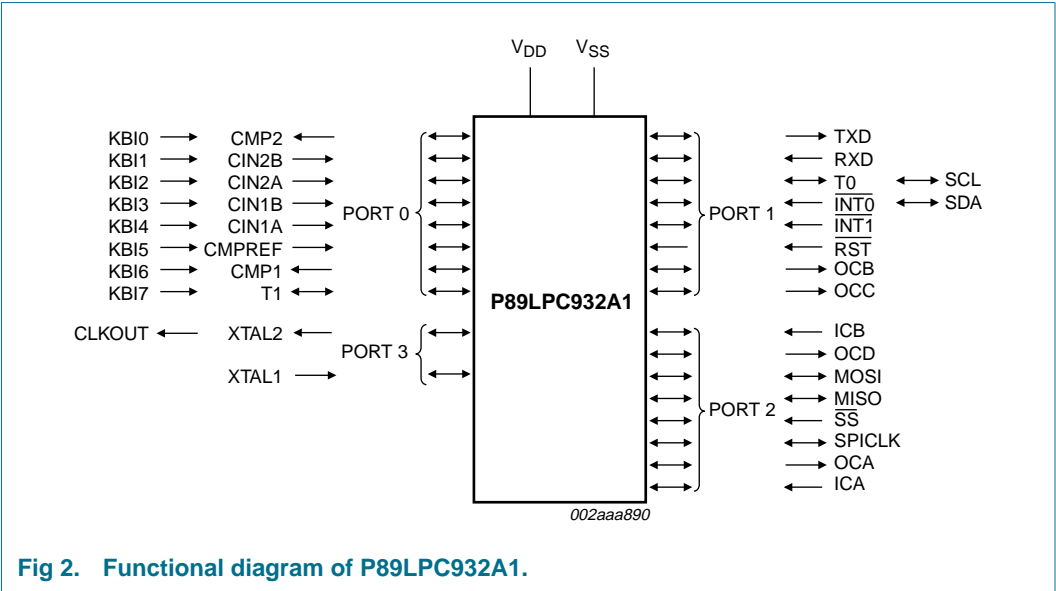 VDD VSS
KBI0 CMP2 TXD
KBI1 CIN2B RXD
KBI2 CIN2A T0 SCL
KBI3 CIN1B PORT 0 PORT 1 INT0 SDA
KBI4 CIN1A INT1
KBI5 CMPREF RST
KBI6 CMP1 OCB
KBI7 T1 OCC
P89LPC932A1
CLKOUT XTAL2 ICB
PORT 3 OCD
XTAL1 MOSI
MISO
PORT 2 SS
SPICLK
OCA
ICA
002aaa890
Fig 2. Functional diagram of P89LPC932A1.